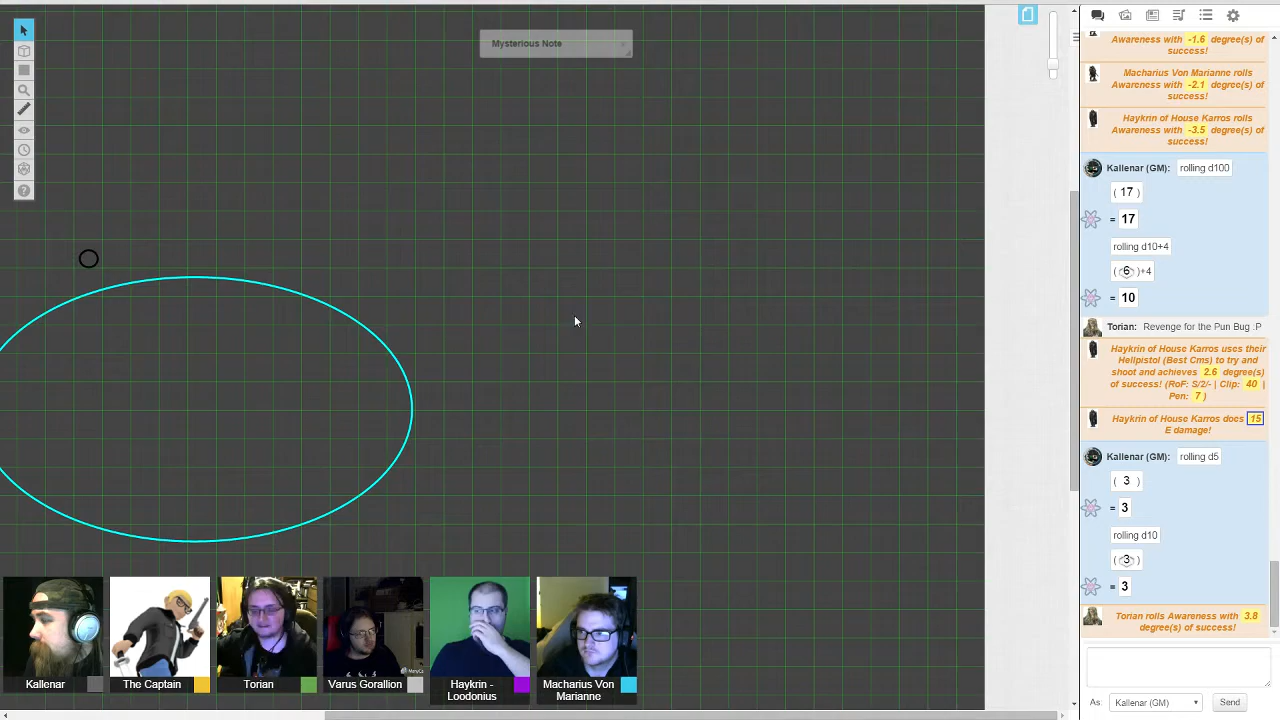 Mysterious Note
Awareness with -1.6 degree(s) of
success!
Macharius Von Marianne rolls
Awareness with -2.1 degree(s) of
success!
Haykrin of House Karros rolls
Awareness with -3.5 degree(s) of
success!
Kallenar (GM): rolling d100
( 17 )
= 17
rolling d10+4
( 6 )+4
= 10
Torian: Revenge for the Pun Bug :P
Haykrin of House Karros uses their
Hellpistol (Best Cms) to try and
shoot and achieves 2.6 degree(s)
of success! (RoF: S/2/- | Clip: 40 |
Pen: 7 )
Haykrin of House Karros does 15
E damage!
Kallenar (GM): rolling d5
( 3 )
= 3
rolling d10
( 3 )
= 3
Torian rolls Awareness with 3.8
degree(s) of success!
As: Kallenar (GM) Send
Kallenar
The Captain
Torian
Varus Gorallion
Haykrin -
Loodonius
Macharius Von
Marianne